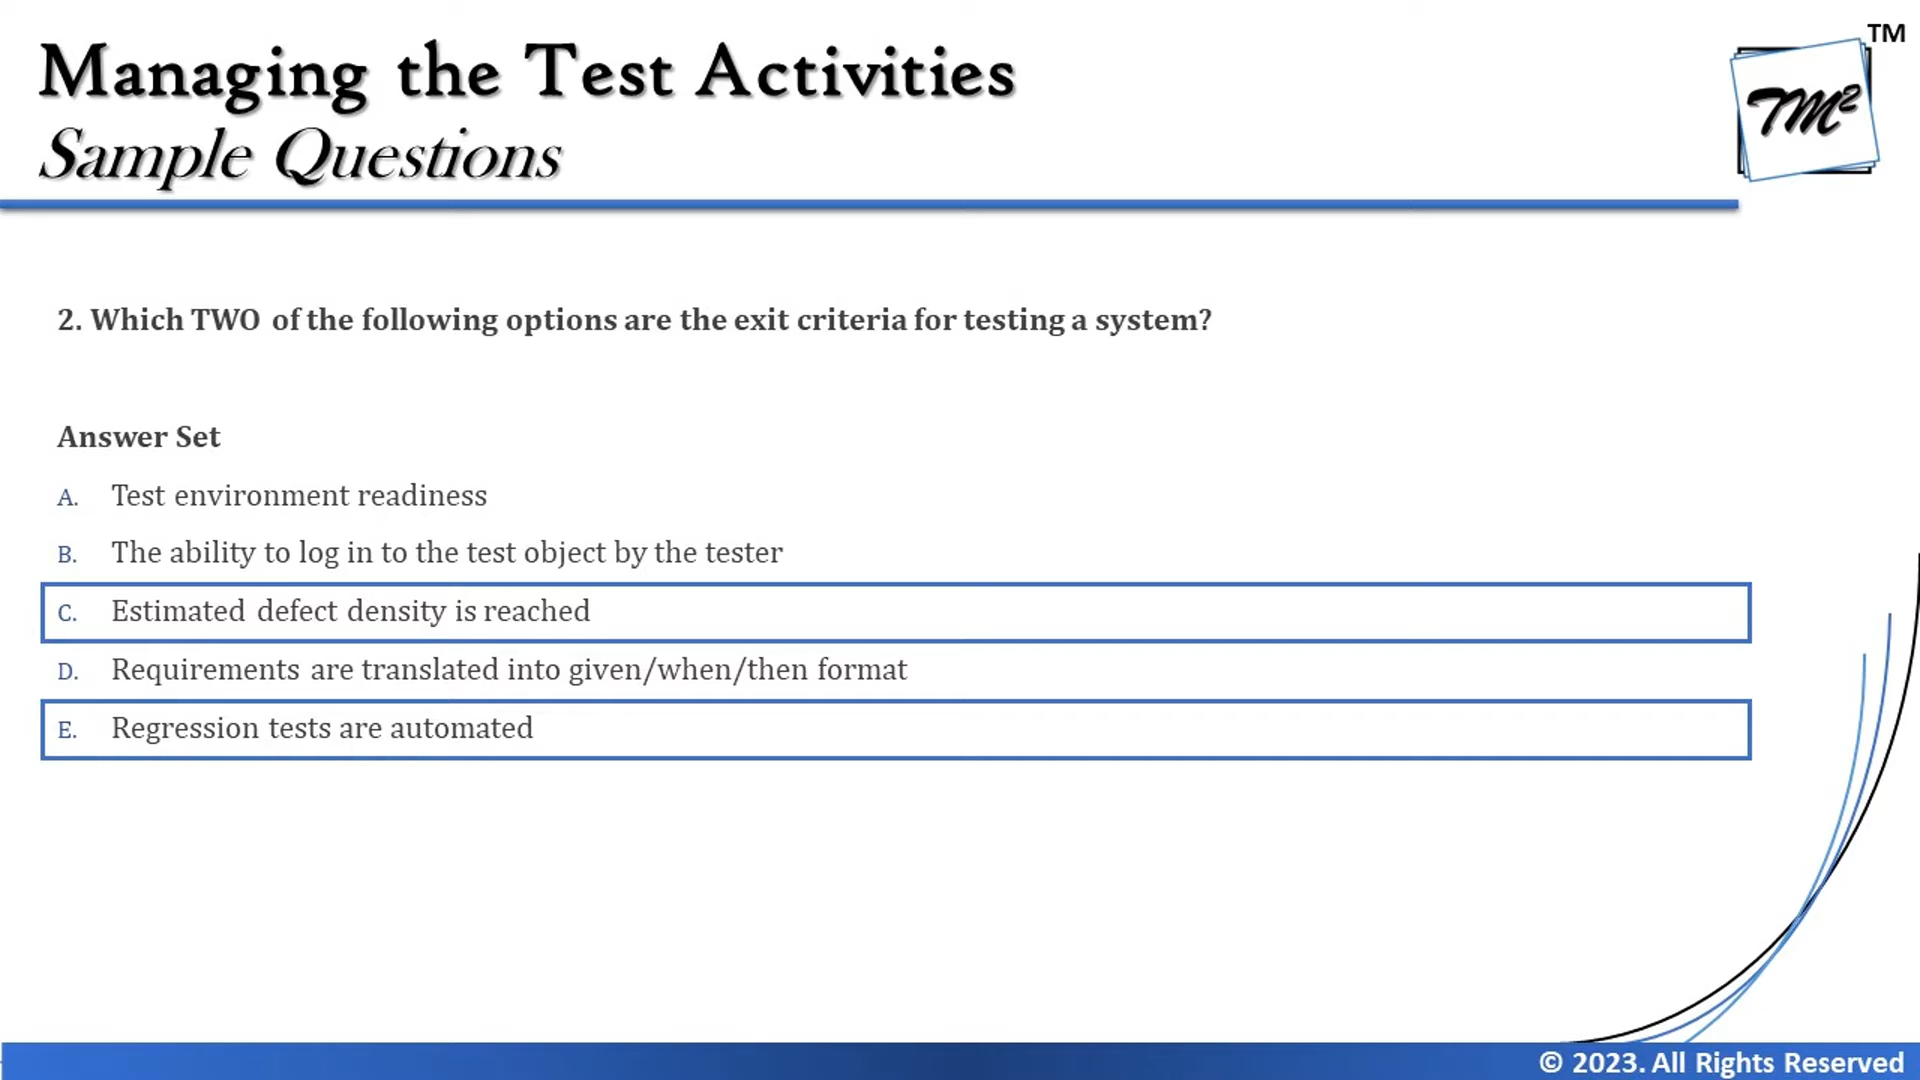 Managing the Test Activities
Sample Questions
TM
TM²
2. Which TWO of the following options are the exit criteria for testing a system?
Answer Set
A. Test environment readiness
B. The ability to log in to the test object by the tester
C. Estimated defect density is reached
D. Requirements are translated into given/when/then format
E. Regression tests are automated
© 2023. All Rights Reserved